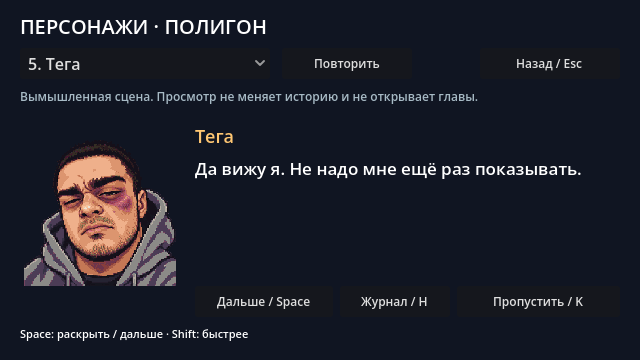 ПЕРСОНАЖИ · ПОЛИГОН
5. Тега
Повторить
Назад / Esc
Вымышленная сцена. Просмотр не меняет историю и не открывает главы.
Тега
Да вижу я. Не надо мне ещё раз показывать.
Дальше / Space
Журнал / H
Пропустить / K
Space: раскрыть / дальше · Shift: быстрее